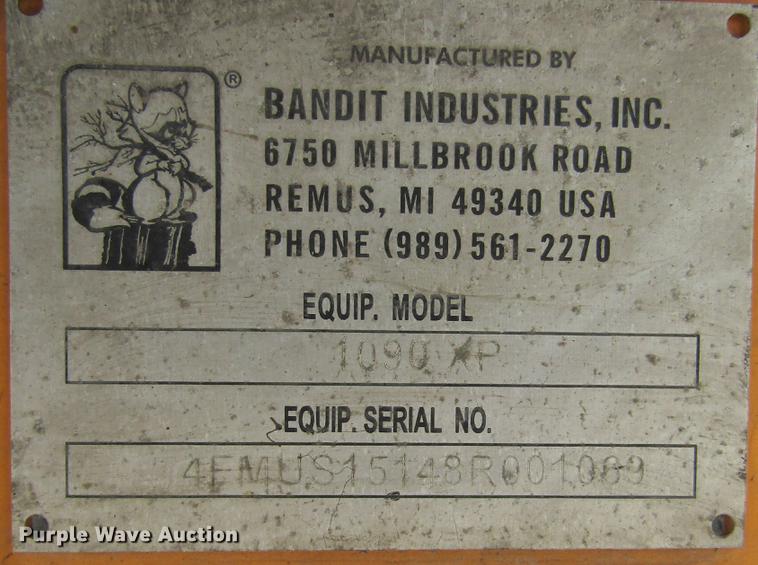 MANUFACTURED BY
®
BANDIT INDUSTRIES, INC.
6750 MILLBROOK ROAD
REMUS, MI 49340 USA
PHONE (989) 561-2270
EQUIP. MODEL
1090 XP
EQUIP. SERIAL NO.
4FMUS15148R001089
Purple Wave Auction